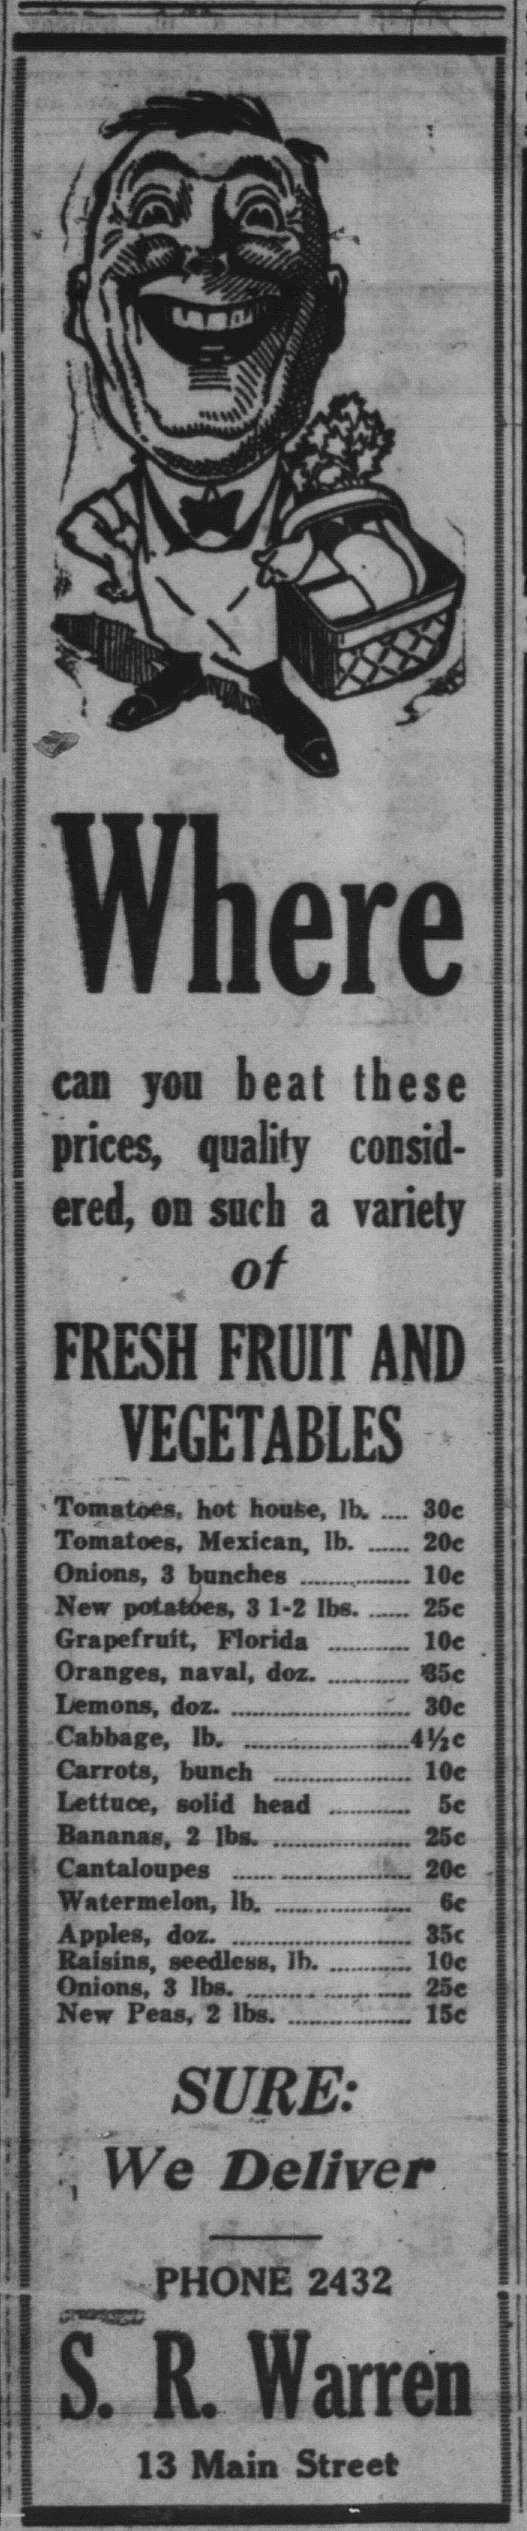 Where
can you beat these
prices, quality consid-
ered, on such a variety
of
FRESH FRUIT AND
VEGETABLES
Tomatoes, hot house, lb. .... 30c
Tomatoes, Mexican, lb. ...... 20c
Onions, 3 bunches ................ 10c
New potatoes, 3 1-2 lbs. ...... 25c
Grapefruit, Florida ............ 10c
Oranges, naval, doz. ............ 35c
Lemons, doz. .......................... 30c
Cabbage, lb. ........................4½c
Carrots, bunch .................... 10c
Lettuce, solid head ............ 5c
Bananas, 2 lbs. .................... 25c
Cantaloupes .......................... 20c
Watermelon, lb. .................... 6c
Apples, doz. .......................... 35c
Raisins, seedless, lb. ............ 10c
Onions, 3 lbs. ........................ 25c
New Peas, 2 lbs. .................. 15c
SURE:
We Deliver
PHONE 2432
S. R. Warren
13 Main Street